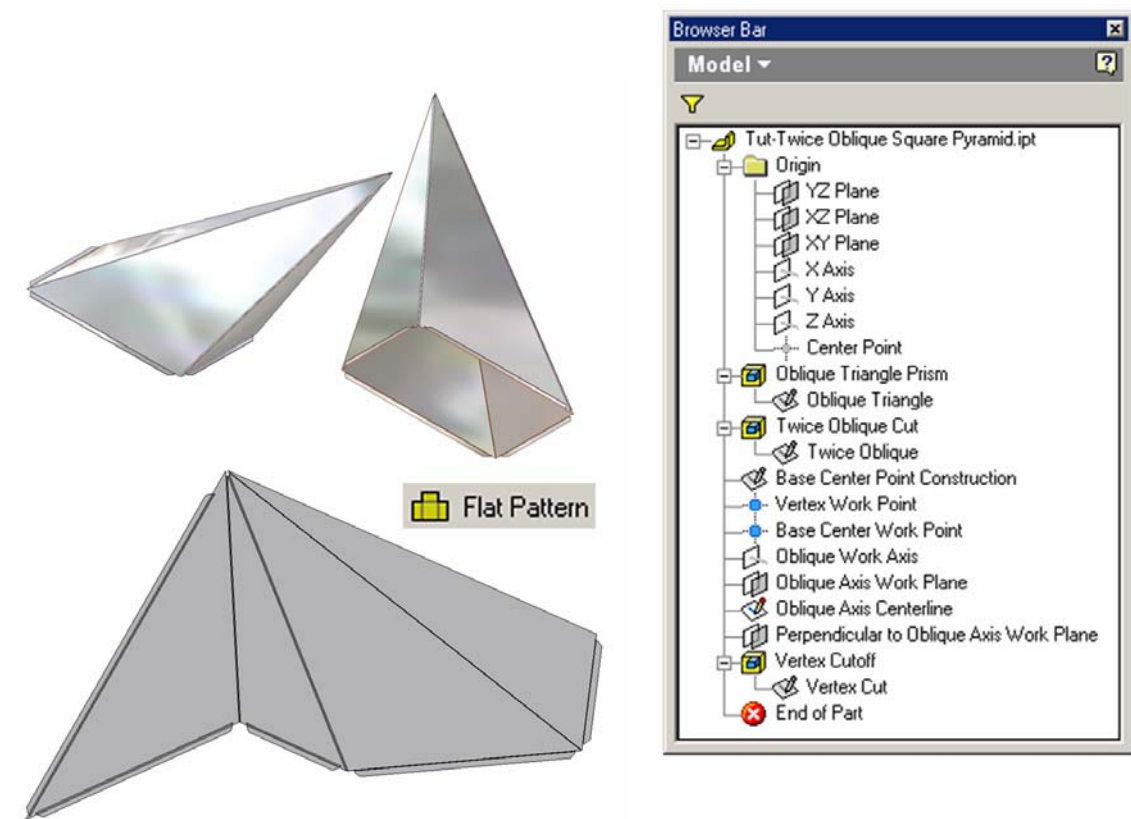 Flat Pattern
Browser Bar
Model
Tut-Twice Oblique Square Pyramid.ipt
Origin
YZ Plane
XZ Plane
XY Plane
X Axis
Y Axis
Z Axis
Center Point
Oblique Triangle Prism
Oblique Triangle
Twice Oblique Cut
Twice Oblique
Base Center Point Construction
Vertex Work Point
Base Center Work Point
Oblique Work Axis
Oblique Axis Work Plane
Oblique Axis Centerline
Perpendicular to Oblique Axis Work Plane
Vertex Cutoff
Vertex Cut
End of Part